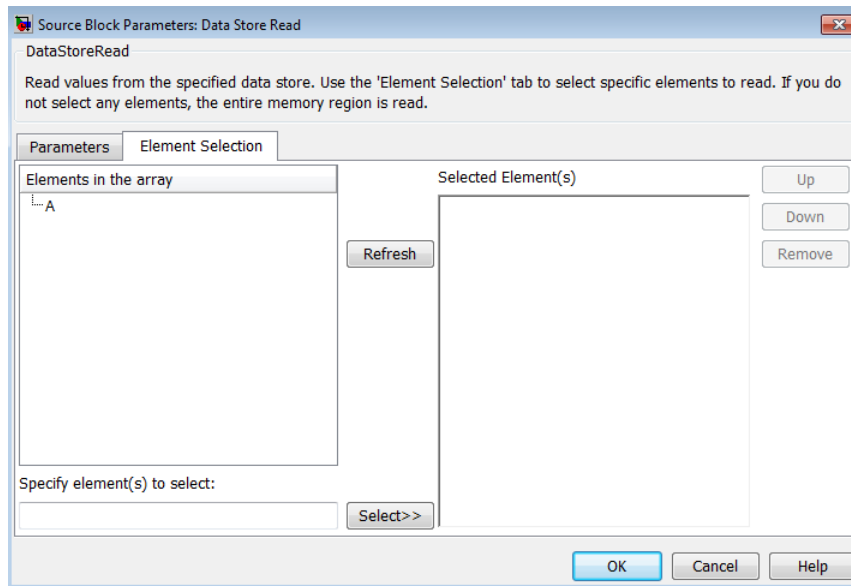 Source Block Parameters: Data Store Read
DataStoreRead
Read values from the specified data store. Use the 'Element Selection' tab to select specific elements to read. If you do
not select any elements, the entire memory region is read.
Parameters
Element Selection
Elements in the array
A
Refresh
Specify element(s) to select:
Select>>
Selected Element(s)
Up
Down
Remove
OK
Cancel
Help